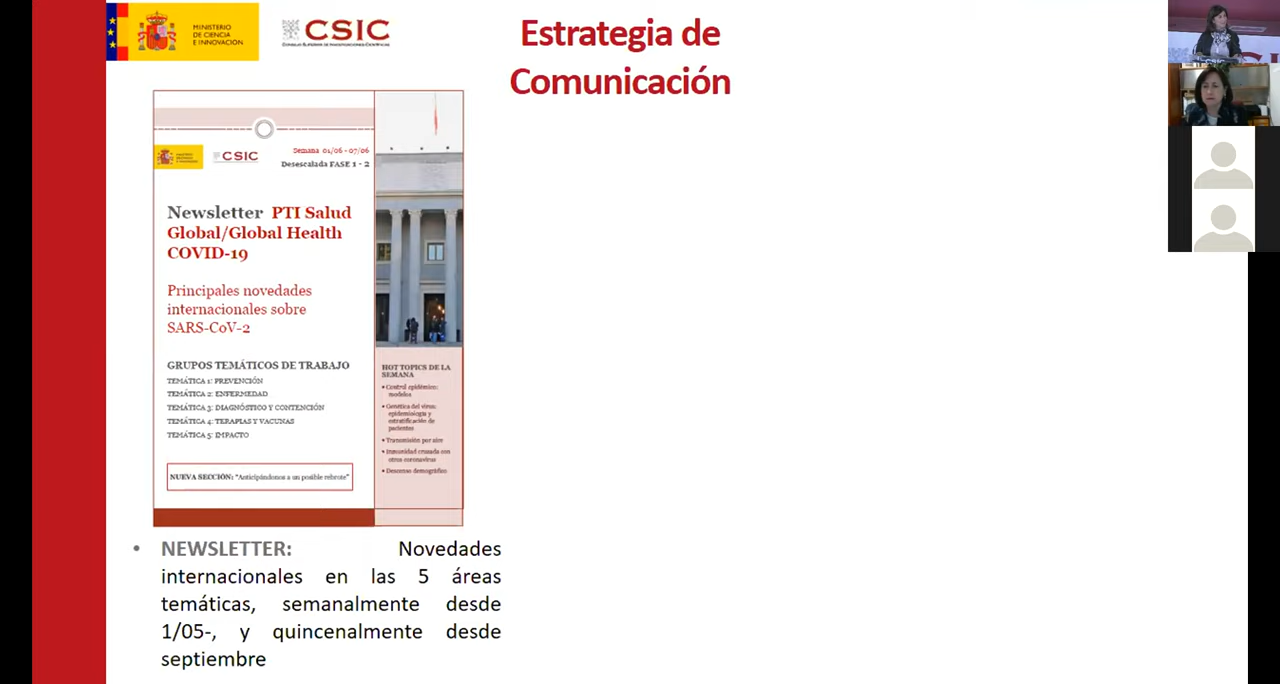 MINISTERIO
DE CIENCIA
E INNOVACIÓN
CSIC
CONSEJO SUPERIOR DE INVESTIGACIONES CIENTÍFICAS
Estrategia de
Comunicación
CSIC
Semana 01/06 - 07/06
Desescalada FASE 1 - 2
Newsletter PTI Salud
Global/Global Health
COVID-19
Principales novedades
internacionales sobre
SARS-CoV-2
GRUPOS TEMÁTICOS DE TRABAJO
TEMÁTICA 1: PREVENCIÓN
TEMÁTICA 2: ENFERMEDAD
TEMÁTICA 3: DIAGNÓSTICO Y CONTENCIÓN
TEMÁTICA 4: TERAPIAS Y VACUNAS
TEMÁTICA 5: IMPACTO
NUEVA SECCIÓN: "Anticipándonos a un posible rebrote"
HOT TOPICS DE LA
SEMANA
• Control epidémico:
modelos
• Genética del virus:
epidemiología y
estratificación de
pacientes
• Transmisión por aire
• Inmunidad cruzada con
otros coronavirus
• Descenso demográfico
• NEWSLETTER: Novedades
internacionales en las 5 áreas
temáticas, semanalmente desde
1/05-, y quincenalmente desde
septiembre